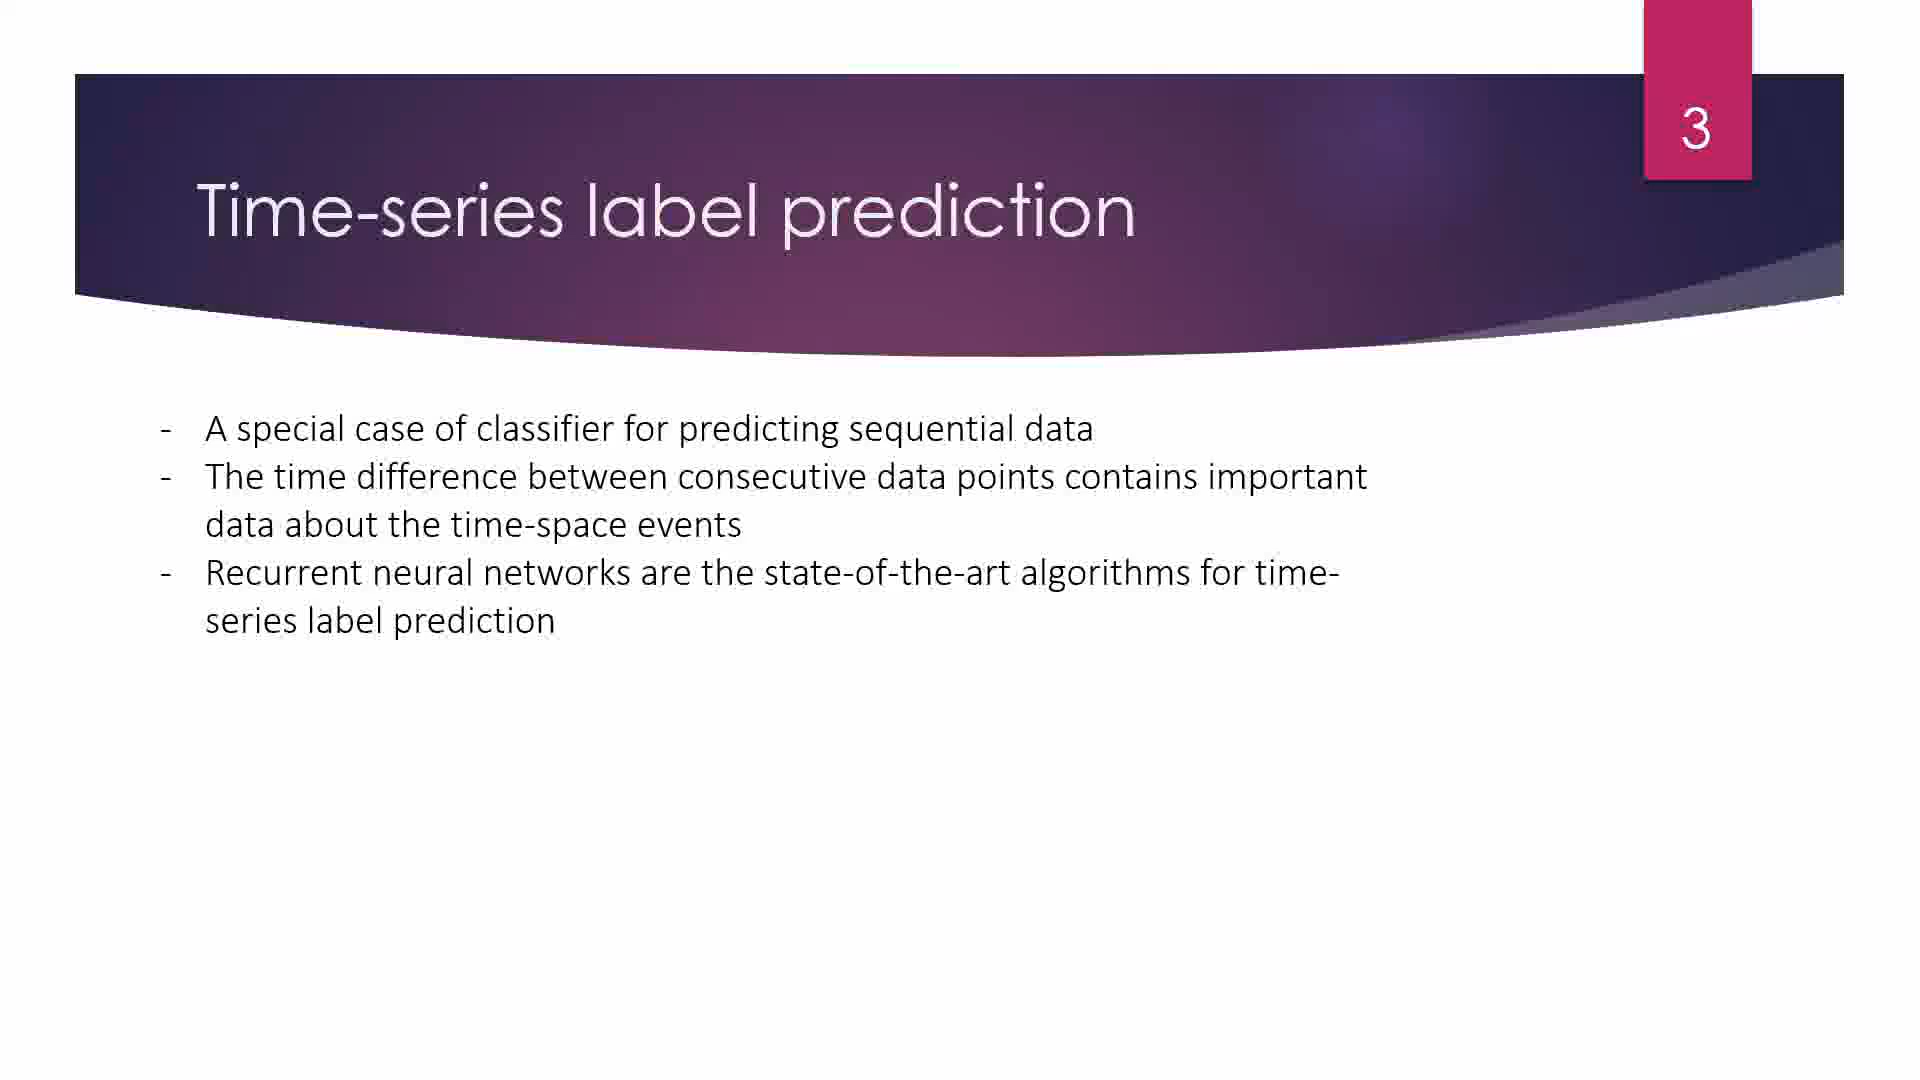 3
Time-series label prediction
- A special case of classifier for predicting sequential data
- The time difference between consecutive data points contains important
data about the time-space events
- Recurrent neural networks are the state-of-the-art algorithms for time-
series label prediction